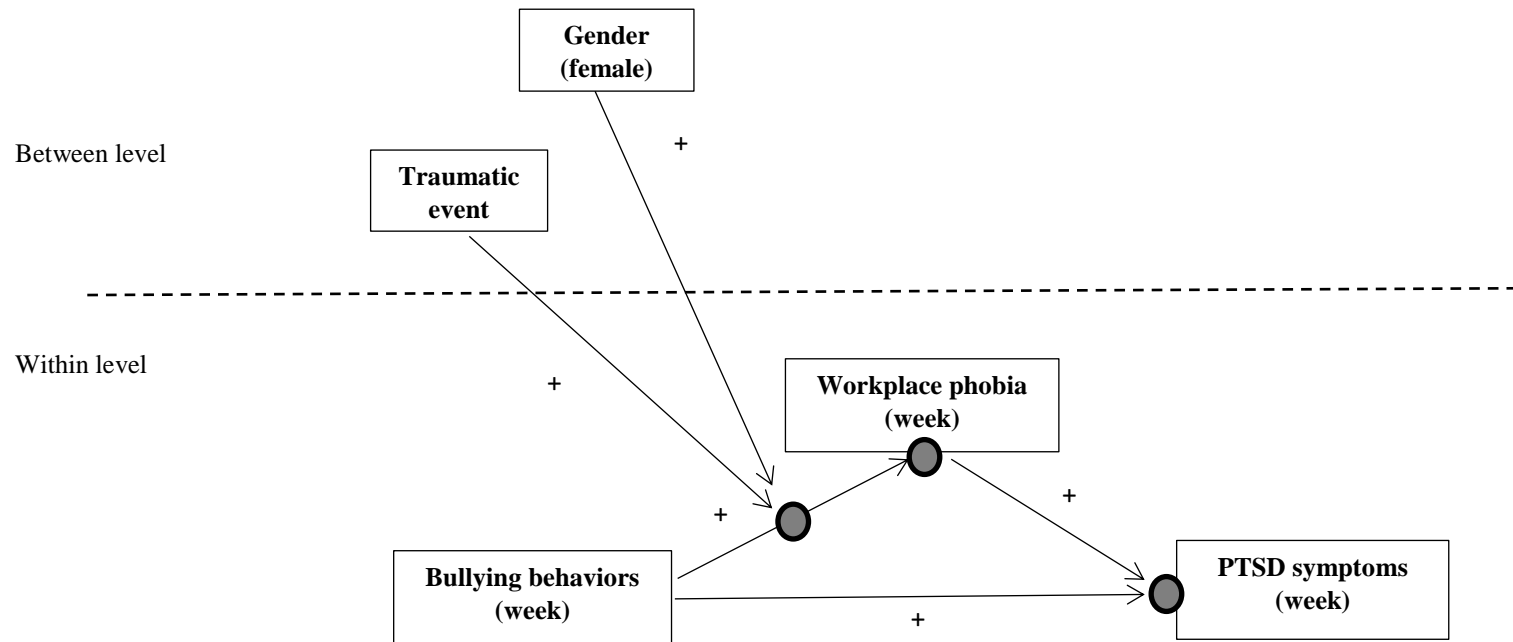 Gender
(female)
+
Between level
Traumatic
event
Within level
+
Workplace phobia
(week)
+
+
Bullying behaviors
(week)
PTSD symptoms
(week)
+